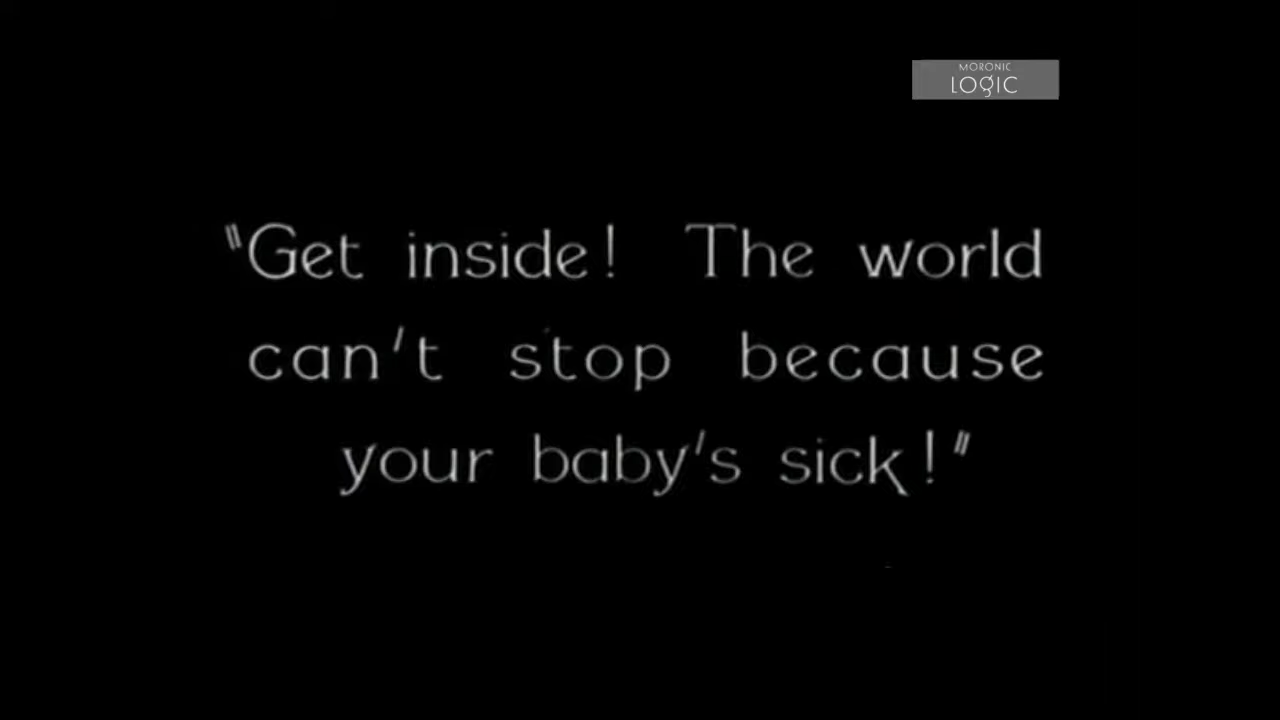 MORONIC
LOGIC
"Get inside! The world
can't stop because
your baby's sick!"